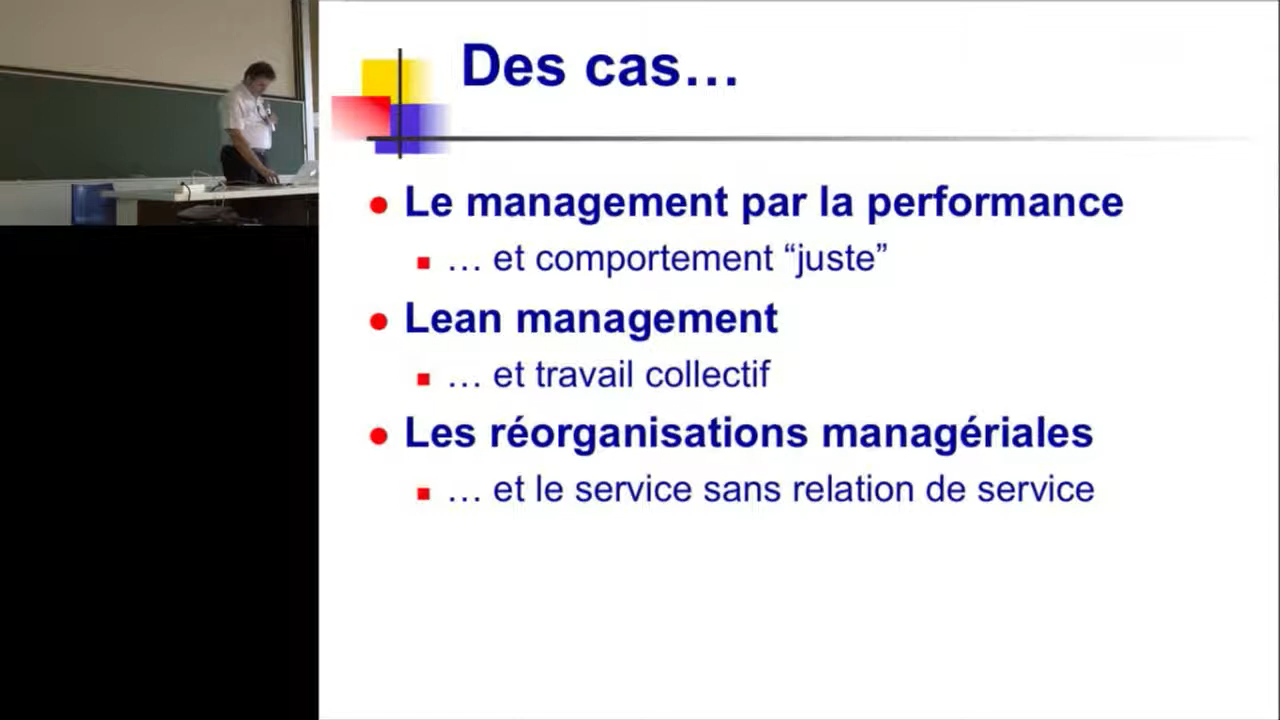 Des cas…
Le management par la performance
… et comportement “juste”
Lean management
… et travail collectif
Les réorganisations managériales
… et le service sans relation de service